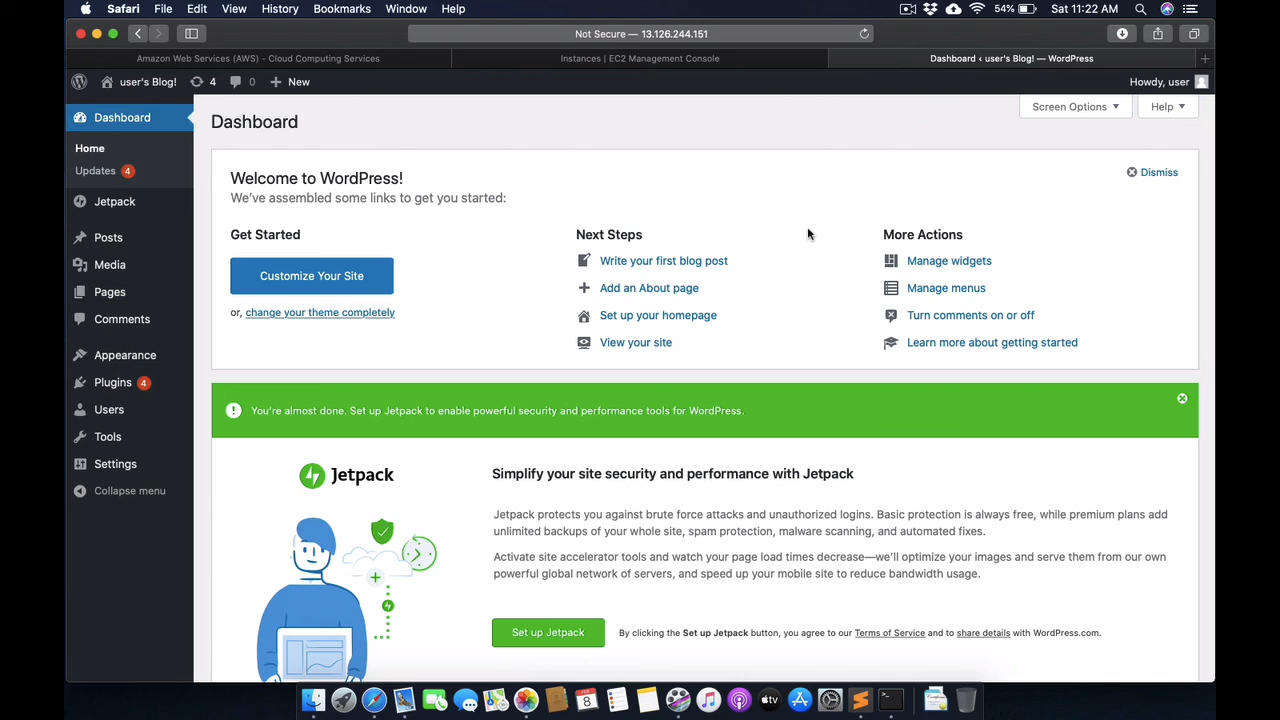 Safari File Edit View History Bookmarks Window Help 54% Sat 11:22 AM
Not Secure — 13.126.244.151
Amazon Web Services (AWS) - Cloud Computing Services
Instances | EC2 Management Console
Dashboard ‹ user's Blog! — WordPress
user's Blog! 4 0 New
Howdy, user
Dashboard
Home
Updates 4
Jetpack
Posts
Media
Pages
Comments
Appearance
Plugins 4
Users
Tools
Settings
Collapse menu
Screen Options
Help
Dashboard
Welcome to WordPress!
Dismiss
We've assembled some links to get you started:
Get Started
Customize Your Site
or, change your theme completely
Next Steps
Write your first blog post
Add an About page
Set up your homepage
View your site
More Actions
Manage widgets
Manage menus
Turn comments on or off
Learn more about getting started
You're almost done. Set up Jetpack to enable powerful security and performance tools for WordPress.
Jetpack
Simplify your site security and performance with Jetpack
Jetpack protects you against brute force attacks and unauthorized logins. Basic protection is always free, while premium plans add
unlimited backups of your whole site, spam protection, malware scanning, and automated fixes.
Activate site accelerator tools and watch your page load times decrease—we'll optimize your images and serve them from our own
powerful global network of servers, and speed up your mobile site to reduce bandwidth usage.
Set up Jetpack
By clicking the Set up Jetpack button, you agree to our Terms of Service and to share details with WordPress.com.
8
tv